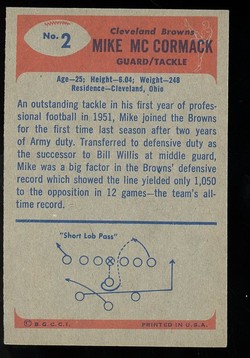 No. 2
Cleveland Browns
MIKE MC CORMACK
GUARD/TACKLE
Age—25; Height—6.04; Weight—248
Residence—Cleveland, Ohio
An outstanding tackle in his first year of profes-
sional football in 1951, Mike joined the Browns
for the first time last season after two years
of Army duty. Transferred to defensive duty as
the successor to Bill Willis at middle guard,
Mike was a big factor in the Browns' defensive
record which showed the line yielded only 1,050
to the opposition in 12 games—the team's all-
time record.
"Short Lob Pass"
© B.G.C.C.I.
PRINTED IN U.S.A.